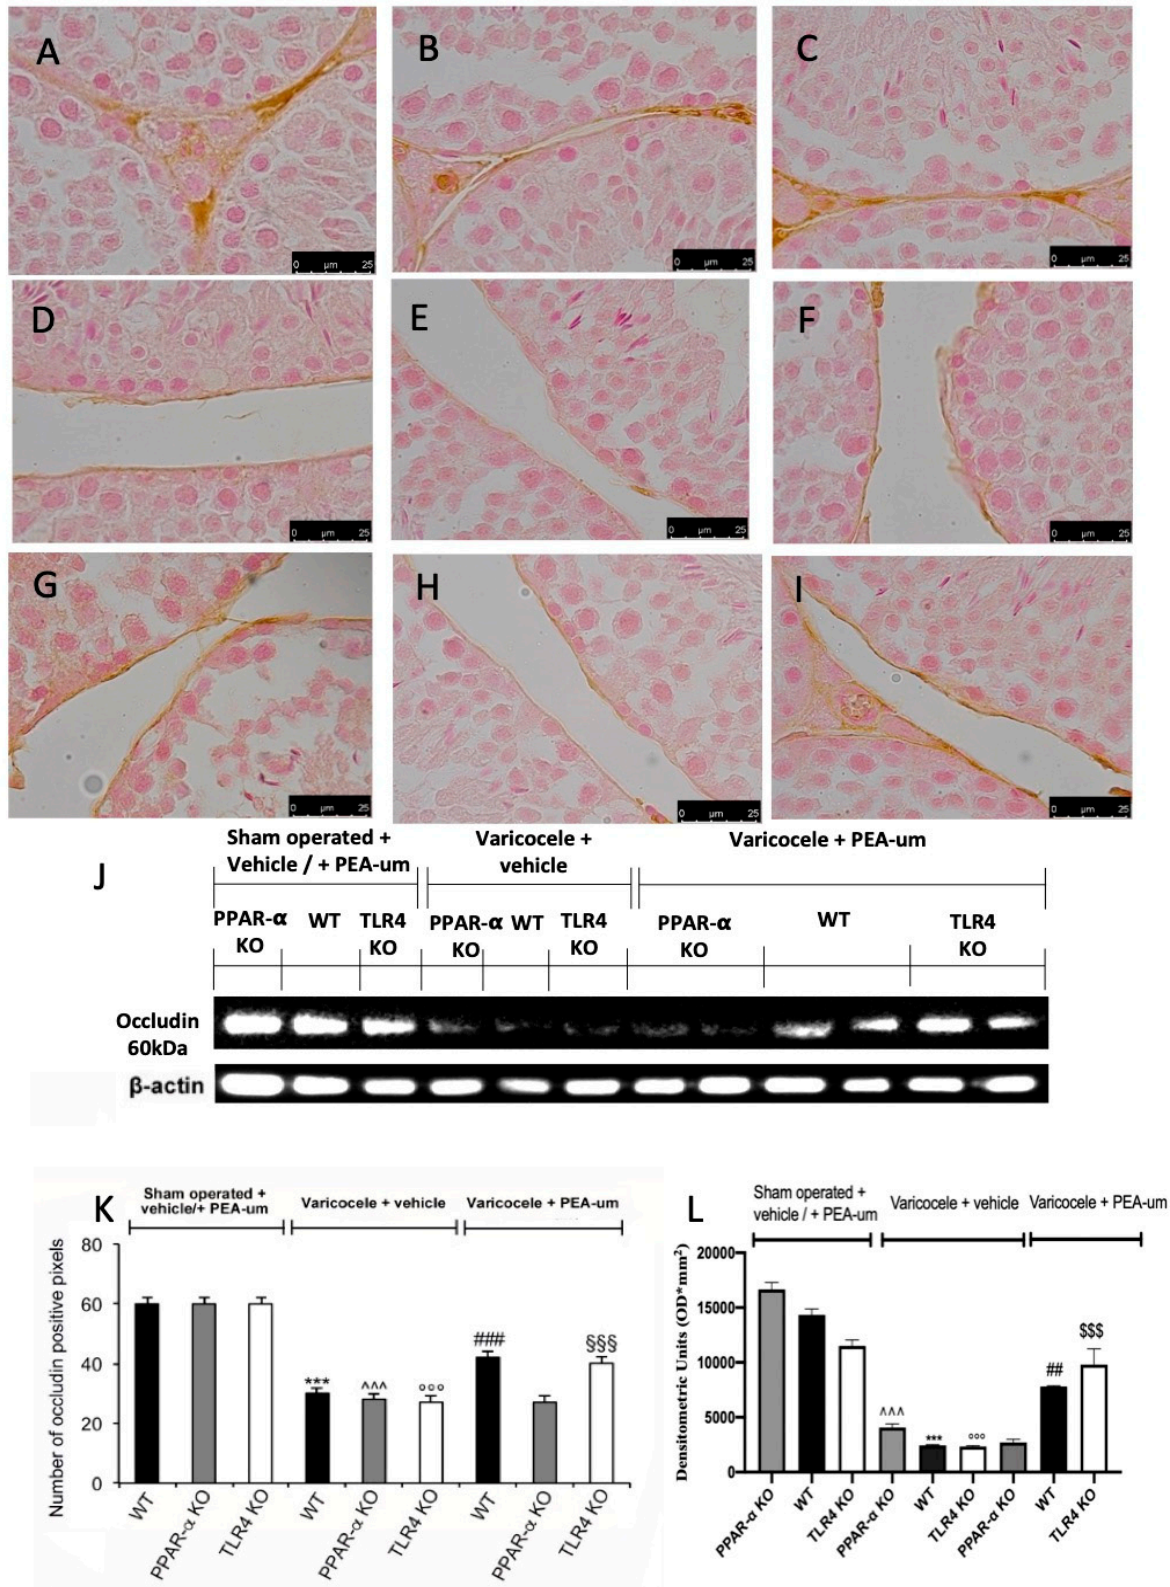 A
B
C
0 µm 25
0 µm 25
0 µm 25
D
E
F
0 µm 25
0 µm 25
0 µm 25
G
H
I
0 µm 25
0 µm 25
0 µm 25
J
Sham operated +
Vehicle / + PEA-um
Varicocele +
vehicle
Varicocele + PEA-um
PPAR-α
KO
WT
TLR4
KO
PPAR-α
KO
WT
TLR4
KO
PPAR-α
KO
WT
TLR4
KO
Occludin
60kDa
β-actin
K
Sham operated +
vehicle/+ PEA-um
Varicocele + vehicle
Varicocele + PEA-um
Number of occludin positive pixels
80
60
40
20
0
***
^^^
°°°
###
§§§
WT
PPAR-α KO
TLR4 KO
WT
PPAR-α KO
TLR4 KO
WT
PPAR-α KO
TLR4 KO
L
Sham operated +
vehicle / + PEA-um
Varicocele + vehicle
Varicocele + PEA-um
Densitometric Units (OD*mm²)
20000
15000
10000
5000
0
^^^
***
°°°
##
$$$
PPAR-α KO
WT
TLR4 KO
PPAR-α KO
WT
TLR4 KO
PPAR-α KO
WT
TLR4 KO